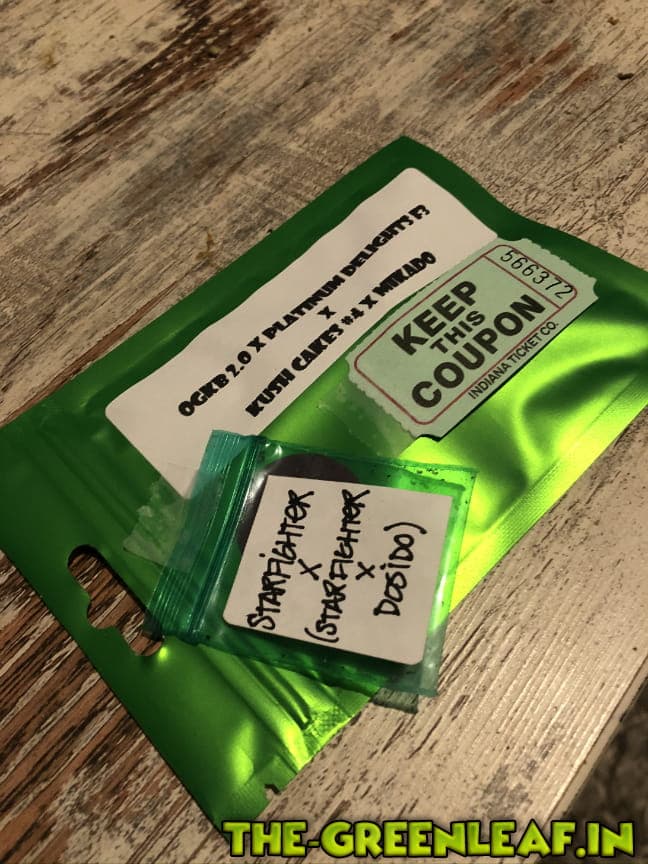 OGKB 2.0 X PLATINUM DELIGHTS F3
X
KUSH CAKES #4 X MIKADO
566372
KEEP
THIS
COUPON
INDIANA TICKET CO.
STARFIGHTER
X
(STARFIGHTER
X
DOSIDO)
THE-GREENLEAF.IN